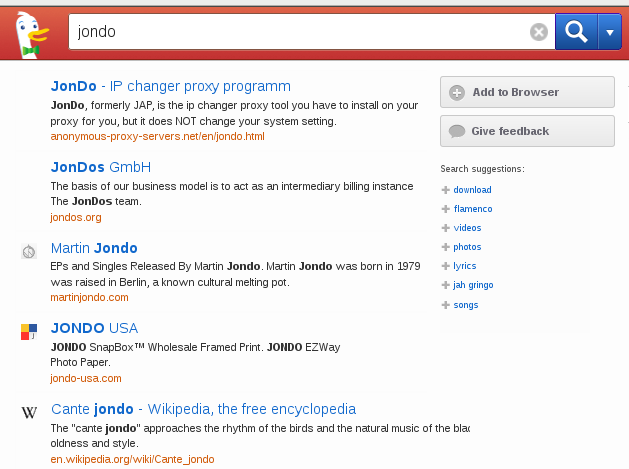 jondo
JonDo - IP changer proxy programm
JonDo, formerly JAP, is the ip changer proxy tool you have to install on your
proxy for you, but it does NOT change your system setting.
anonymous-proxy-servers.net/en/jondo.html
JonDos GmbH
The basis of our business model is to act as an intermediary billing instance
The JonDos team.
jondos.org
Martin Jondo
EPs and Singles Released By Martin Jondo. Martin Jondo was born in 1979
was raised in Berlin, a known cultural melting pot.
martinjondo.com
JONDO USA
JONDO SnapBox™ Wholesale Framed Print. JONDO EZWay
Photo Paper.
jondo-usa.com
W
Cante jondo - Wikipedia, the free encyclopedia
The "cante jondo" approaches the rhythm of the birds and the natural music of the
oldness and style.
en.wikipedia.org/wiki/Cante_jondo
Add to Browser
Give feedback
Search suggestions:
download
flamenco
videos
photos
lyrics
jah gringo
songs